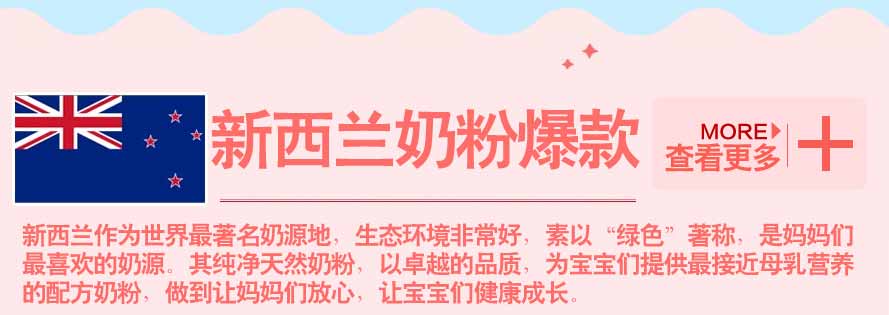 新西兰奶粉爆款
MORE
查看更多
新西兰作为世界最著名奶源地，生态环境非常好，素以“绿色”著称，是妈妈们
最喜欢的奶源。其纯净天然奶粉，以卓越的品质，为宝宝们提供最接近母乳营养
的配方奶粉，做到让妈妈们放心，让宝宝们健康成长。